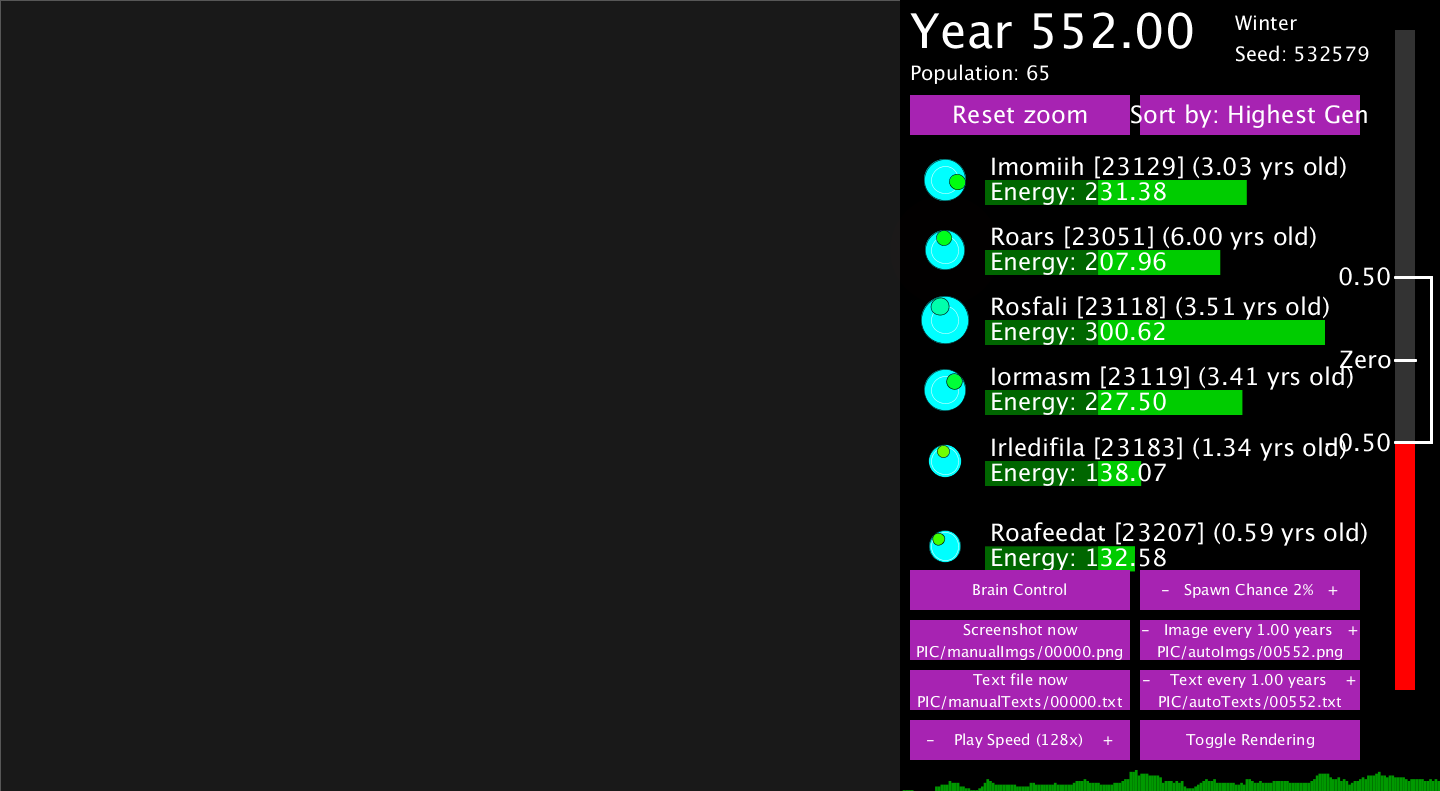 Year 552.00
Winter
Seed: 532579
Population: 65
Reset zoom
Sort by: Highest Gen
Imomiih [23129] (3.03 yrs old)
Energy: 231.38
Roars [23051] (6.00 yrs old)
Energy: 207.96
0.50
Rosfali [23118] (3.51 yrs old)
Energy: 300.62
Zero
Iormasm [23119] (3.41 yrs old)
Energy: 227.50
-0.50
Irledifila [23183] (1.34 yrs old)
Energy: 138.07
Roafeedat [23207] (0.59 yrs old)
Energy: 132.58
Brain Control
- Spawn Chance 2% +
Screenshot now
PIC/manualImgs/00000.png
- Image every 1.00 years +
PIC/autoImgs/00552.png
Text file now
PIC/manualTexts/00000.txt
- Text every 1.00 years +
PIC/autoTexts/00552.txt
- Play Speed (128x) +
Toggle Rendering